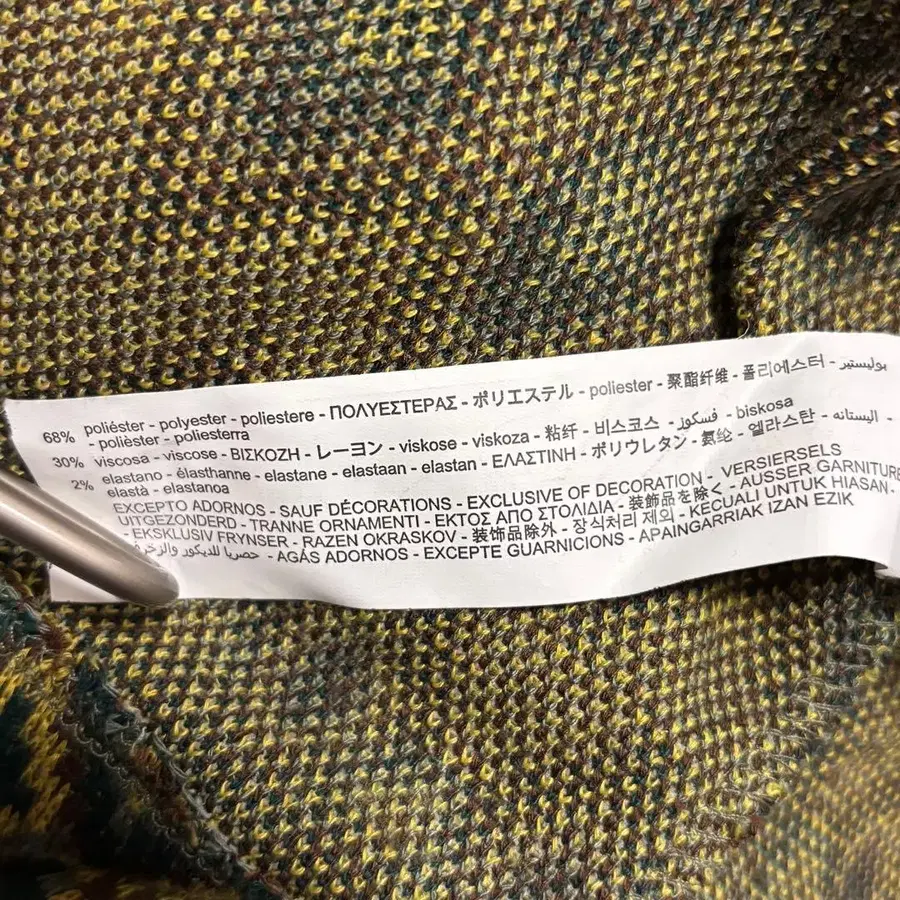 68% poliéster - polyester - poliestere - ΠΟΛΥΕΣΤΕΡΑΣ - ポリエステル - poliester - 聚酯纤维 - 폴리에스터 - بوليستير
- polièster - poliesterra
30% viscosa - viscose - ΒΙΣΚΟΖΗ - レーヨン - viskose - viskoza - 粘纤 - 비스코스 - فسكوز - biskosa
2% elastano - élasthanne - elastane - elastaan - elastan - ΕΛΑΣΤΙΝΗ - ポリウレタン - 氨纶 - 엘라스탄 - الیستانه -
elastà - elastanoa
EXCEPTO ADORNOS - SAUF DÉCORATIONS - EXCLUSIVE OF DECORATION - VERSIERSELS
UITGEZONDERD - TRANNE ORNAMENTI - ΕΚΤΟΣ ΑΠΟ ΣΤΟΛΙΔΙΑ - 装飾品を除く - AUSSER GARNITURE
- EKSKLUSIV FRYNSER - RAZEN OKRASKOV - 装饰品除外 - 장식처리 제외 - KECUALI UNTUK HIASAN -
حصريا للديكور والزخرفة - AGÁS ADORNOS - EXCEPTE GUARNICIONS - APAINGARRIAK IZAN EZIK